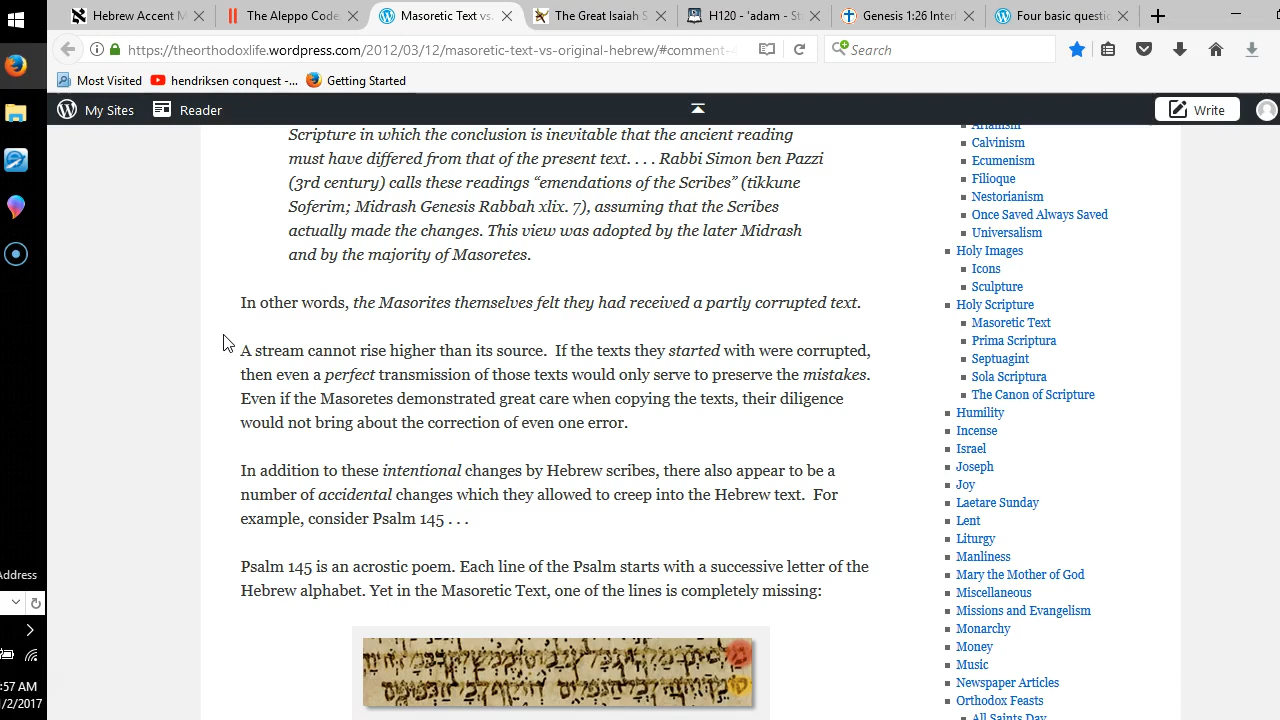 Hebrew Accent M
The Aleppo Code
Masoretic Text vs.
The Great Isaiah S
H120 - 'adam - St
Genesis 1:26 Inter
Four basic questio
https://theorthodoxlife.wordpress.com/2012/03/12/masoretic-text-vs-original-hebrew/#comment-
Search
Most Visited
hendriksen conquest -...
Getting Started
My Sites
Reader
Write
Scripture in which the conclusion is inevitable that the ancient reading
must have differed from that of the present text. . . . Rabbi Simon ben Pazzi
(3rd century) calls these readings “emendations of the Scribes” (tikkune
Soferim; Midrash Genesis Rabbah xlix. 7), assuming that the Scribes
actually made the changes. This view was adopted by the later Midrash
and by the majority of Masoretes.
In other words, the Masorites themselves felt they had received a partly corrupted text.
A stream cannot rise higher than its source.  If the texts they started with were corrupted,
then even a perfect transmission of those texts would only serve to preserve the mistakes.
Even if the Masoretes demonstrated great care when copying the texts, their diligence
would not bring about the correction of even one error.
In addition to these intentional changes by Hebrew scribes, there also appear to be a
number of accidental changes which they allowed to creep into the Hebrew text.  For
example, consider Psalm 145 . . .
Psalm 145 is an acrostic poem. Each line of the Psalm starts with a successive letter of the
Hebrew alphabet. Yet in the Masoretic Text, one of the lines is completely missing:
Arianism
Calvinism
Ecumenism
Filioque
Nestorianism
Once Saved Always Saved
Universalism
Holy Images
Icons
Sculpture
Holy Scripture
Masoretic Text
Prima Scriptura
Septuagint
Sola Scriptura
The Canon of Scripture
Humility
Incense
Israel
Joseph
Joy
Laetare Sunday
Lent
Liturgy
Manliness
Mary the Mother of God
Miscellaneous
Missions and Evangelism
Monarchy
Money
Music
Newspaper Articles
Orthodox Feasts
All Saints Day
Address
:57 AM
1/2/2017